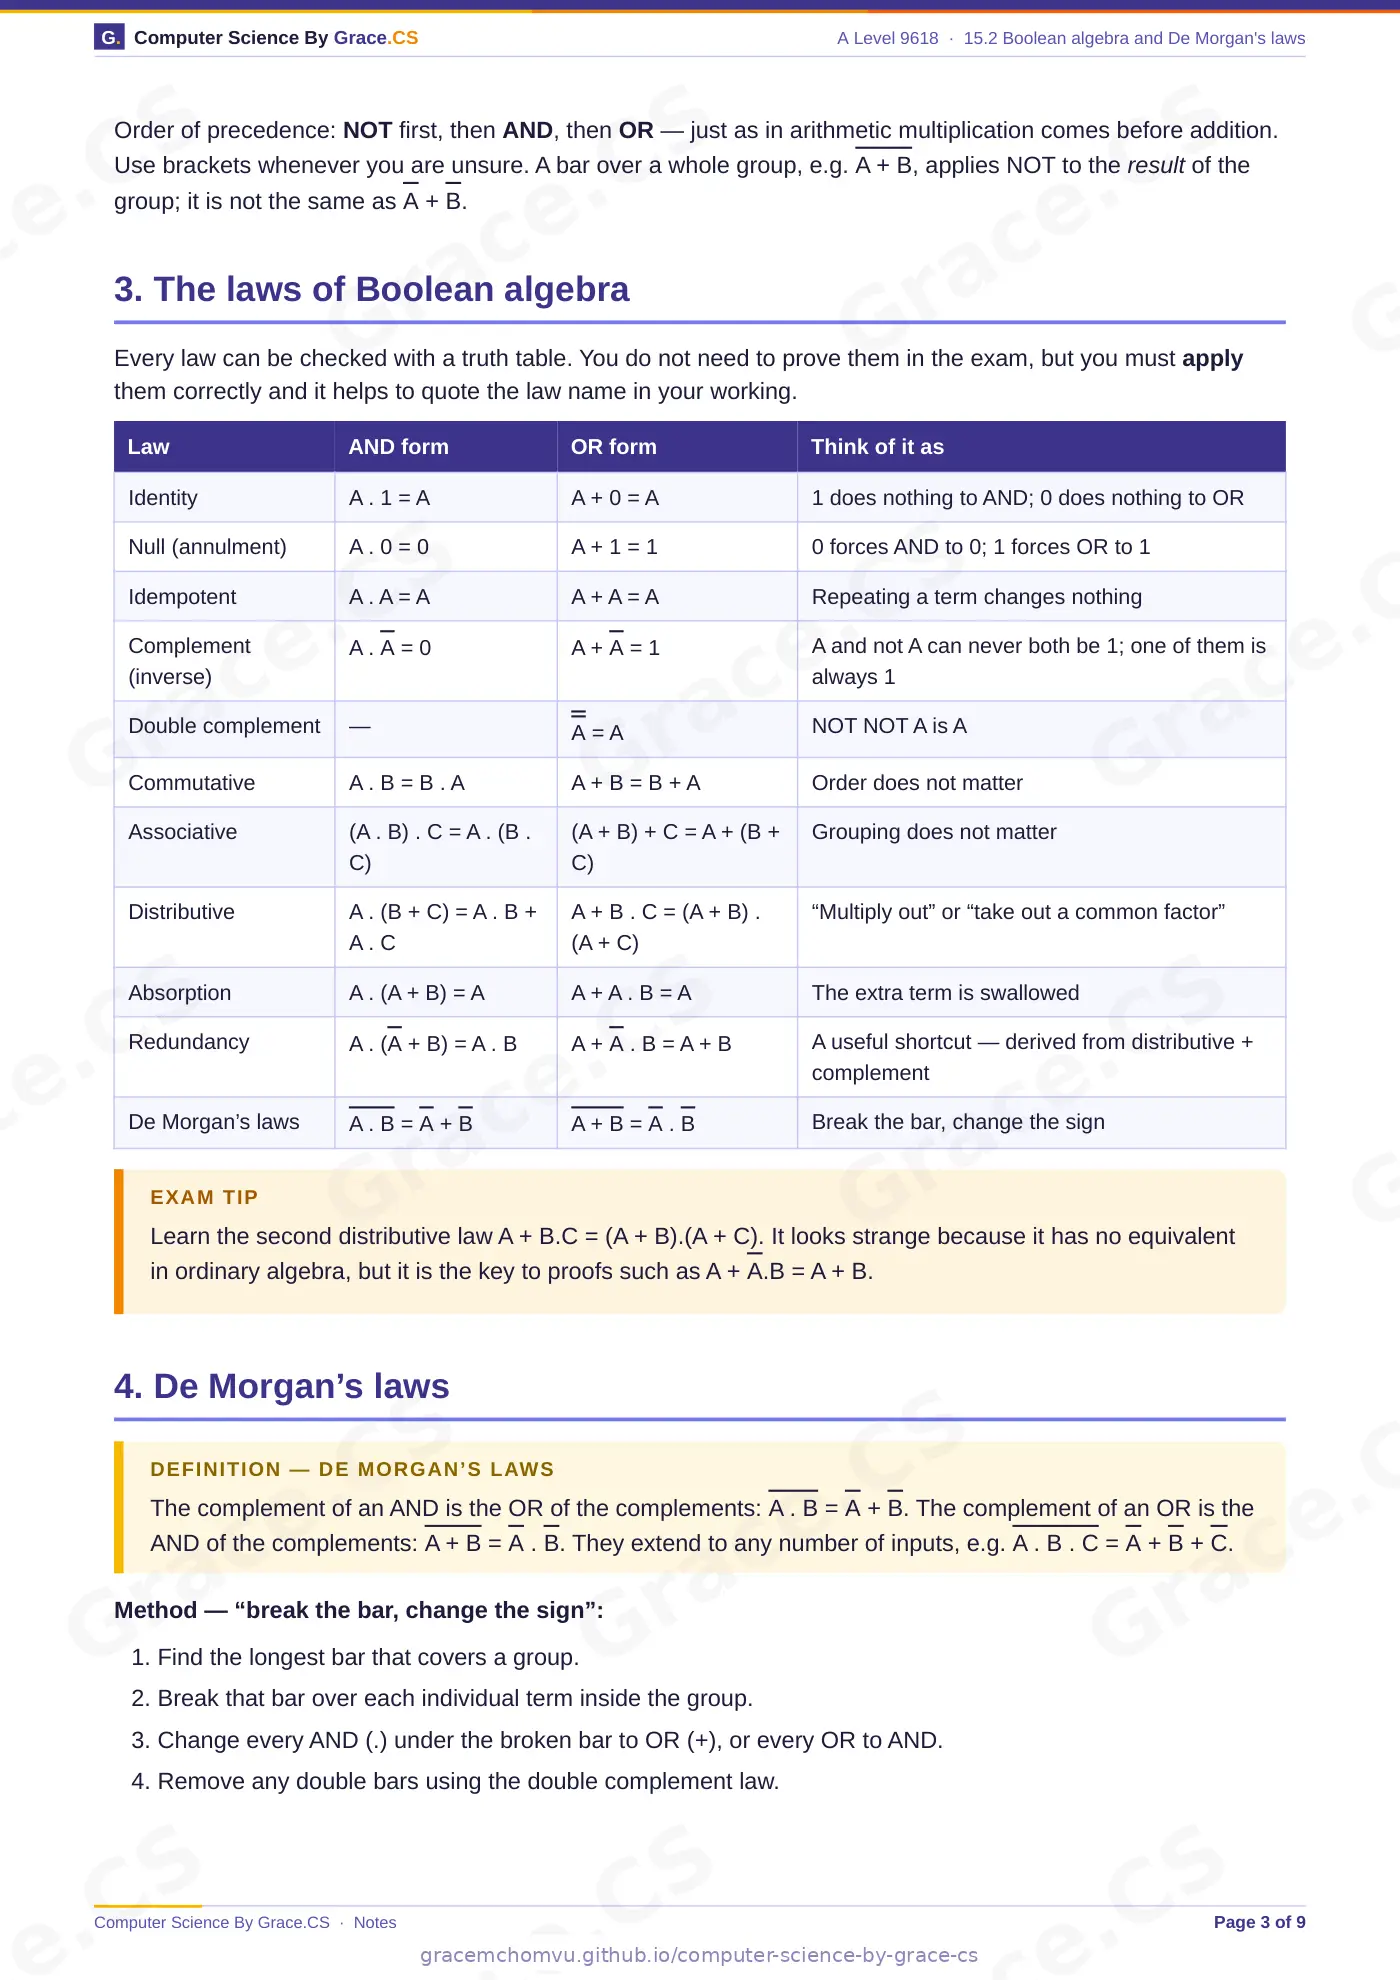 G. Computer Science By Grace.CS
A Level 9618 · 15.2 Boolean algebra and De Morgan's laws
Order of precedence: NOT first, then AND, then OR — just as in arithmetic multiplication comes before addition.
Use brackets whenever you are unsure. A bar over a whole group, e.g. A̅ ̅+̅ ̅B̅, applies NOT to the result of the
group; it is not the same as A̅ + B̅.
3. The laws of Boolean algebra
Every law can be checked with a truth table. You do not need to prove them in the exam, but you must apply
them correctly and it helps to quote the law name in your working.
Law AND form OR form Think of it as
Identity A . 1 = A A + 0 = A 1 does nothing to AND; 0 does nothing to OR
Null (annulment) A . 0 = 0 A + 1 = 1 0 forces AND to 0; 1 forces OR to 1
Idempotent A . A = A A + A = A Repeating a term changes nothing
Complement A . A̅ = 0 A + A̅ = 1 A and not A can never both be 1; one of them is
(inverse) always 1
Double complement — A̿ = A NOT NOT A is A
Commutative A . B = B . A A + B = B + A Order does not matter
Associative (A . B) . C = A . (B . (A + B) + C = A + (B + Grouping does not matter
C) C)
Distributive A . (B + C) = A . B + A + B . C = (A + B) . “Multiply out” or “take out a common factor”
A . C (A + C)
Absorption A . (A + B) = A A + A . B = A The extra term is swallowed
Redundancy A . (A̅ + B) = A . B A + A̅ . B = A + B A useful shortcut — derived from distributive +
complement
De Morgan’s laws A̅ ̅.̅ ̅B̅ = A̅ + B̅ A̅ ̅+̅ ̅B̅ = A̅ . B̅ Break the bar, change the sign
EXAM TIP
Learn the second distributive law A + B.C = (A + B).(A + C). It looks strange because it has no equivalent
in ordinary algebra, but it is the key to proofs such as A + A̅.B = A + B.
4. De Morgan’s laws
DEFINITION — DE MORGAN’S LAWS
The complement of an AND is the OR of the complements: A̅ ̅.̅ ̅B̅ = A̅ + B̅. The complement of an OR is the
AND of the complements: A̅ ̅+̅ ̅B̅ = A̅ . B̅. They extend to any number of inputs, e.g. A̅ ̅.̅ ̅B̅ ̅.̅ ̅C̅ = A̅ + B̅ + C̅.
Method — “break the bar, change the sign”:
1. Find the longest bar that covers a group.
2. Break that bar over each individual term inside the group.
3. Change every AND (.) under the broken bar to OR (+), or every OR to AND.
4. Remove any double bars using the double complement law.
Computer Science By Grace.CS · Notes
Page 3 of 9
gracemchomvu.github.io/computer-science-by-grace-cs